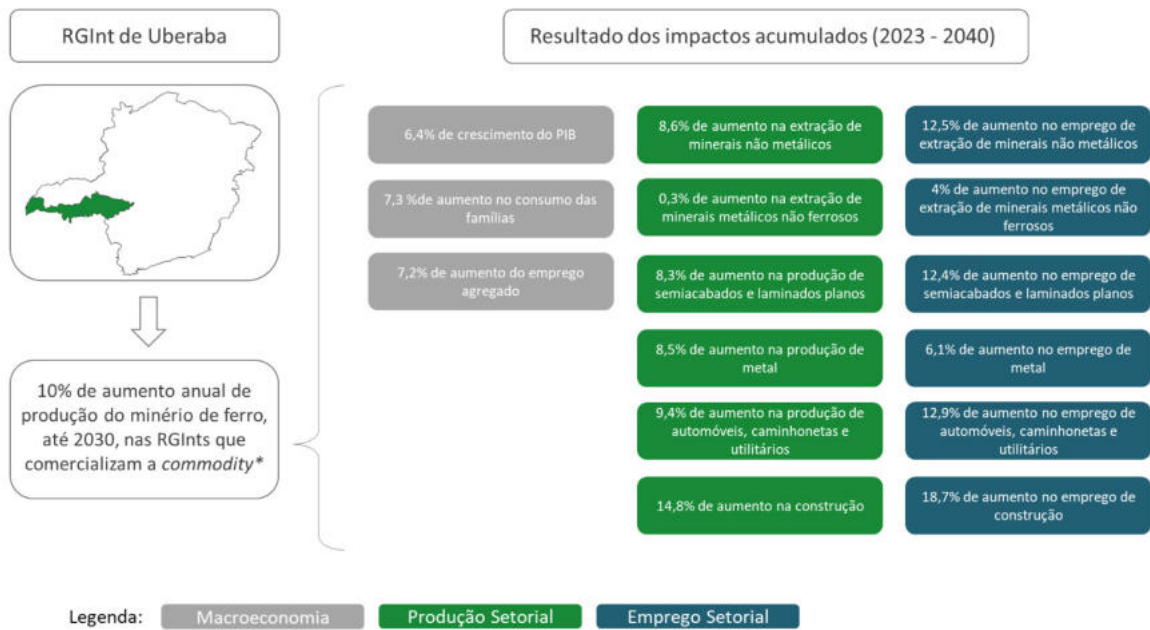 RGInt de Uberaba
Resultado dos impactos acumulados (2023 - 2040)
10% de aumento anual de
produção do minério de ferro,
até 2030, nas RGInts que
comercializam a commodity*
6,4% de crescimento do PIB
7,3 %de aumento no consumo das
famílias
7,2% de aumento do emprego
agregado
8,6% de aumento na extração de
minerais não metálicos
0,3% de aumento na extração de
minerais metálicos não ferrosos
8,3% de aumento na produção de
semiacabados e laminados planos
8,5% de aumento na produção de
metal
9,4% de aumento na produção de
automóveis, caminhonetas e
utilitários
14,8% de aumento na construção
12,5% de aumento no emprego de
extração de minerais não metálicos
4% de aumento no emprego de
extração de minerais metálicos não
ferrosos
12,4% de aumento no emprego de
semiacabados e laminados planos
6,1% de aumento no emprego de
metal
12,9% de aumento no emprego de
automóveis, caminhonetas e
utilitários
18,7% de aumento no emprego de
construção
Legenda:
Macroeconomia
Produção Setorial
Emprego Setorial